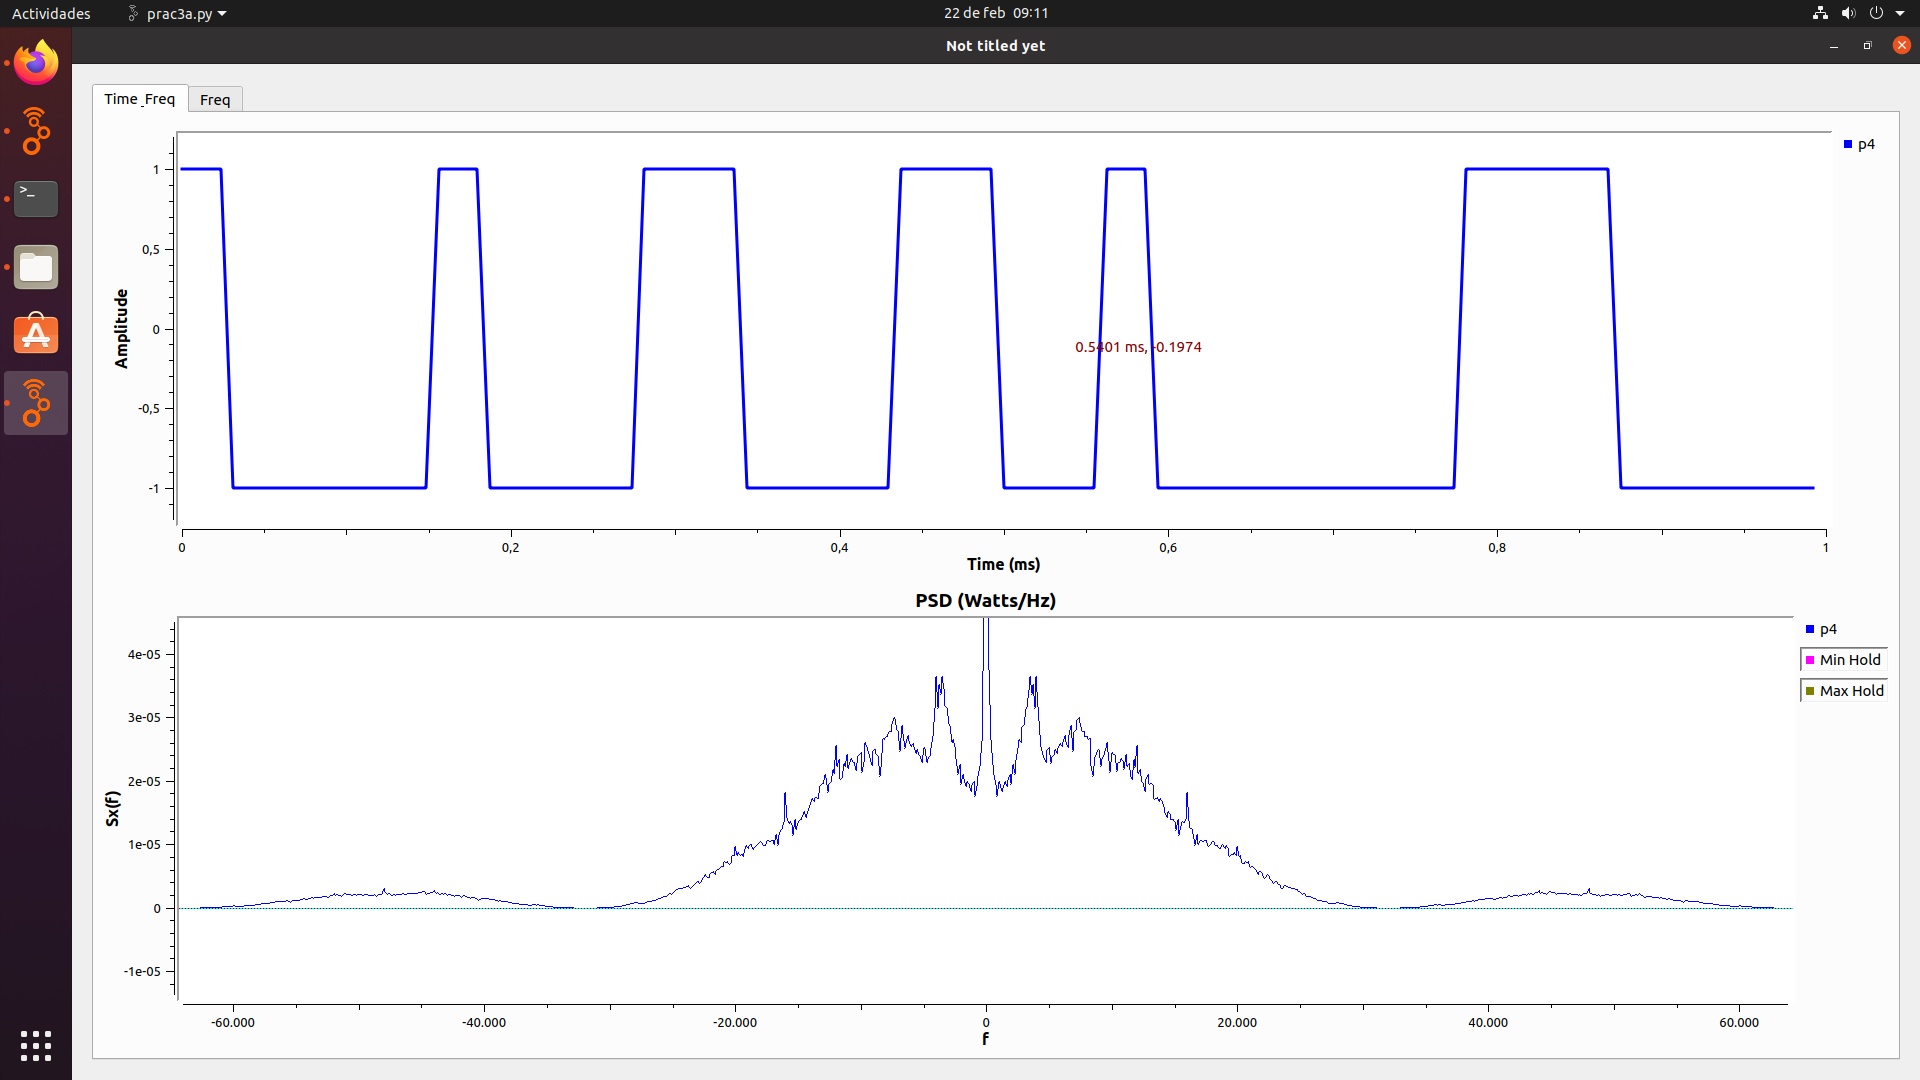 Actividades
prac3a.py
22 de feb 09:11
Not titled yet
Time_Freq
Freq
1
0,5
0
-0,5
-1
Amplitude
p4
0.5401 ms, -0.1974
0
0,2
0,4
0,6
0,8
1
Time (ms)
PSD (Watts/Hz)
4e-05
3e-05
2e-05
1e-05
0
-1e-05
Sx(f)
p4
Min Hold
Max Hold
-60.000
-40.000
-20.000
0
20.000
40.000
60.000
f